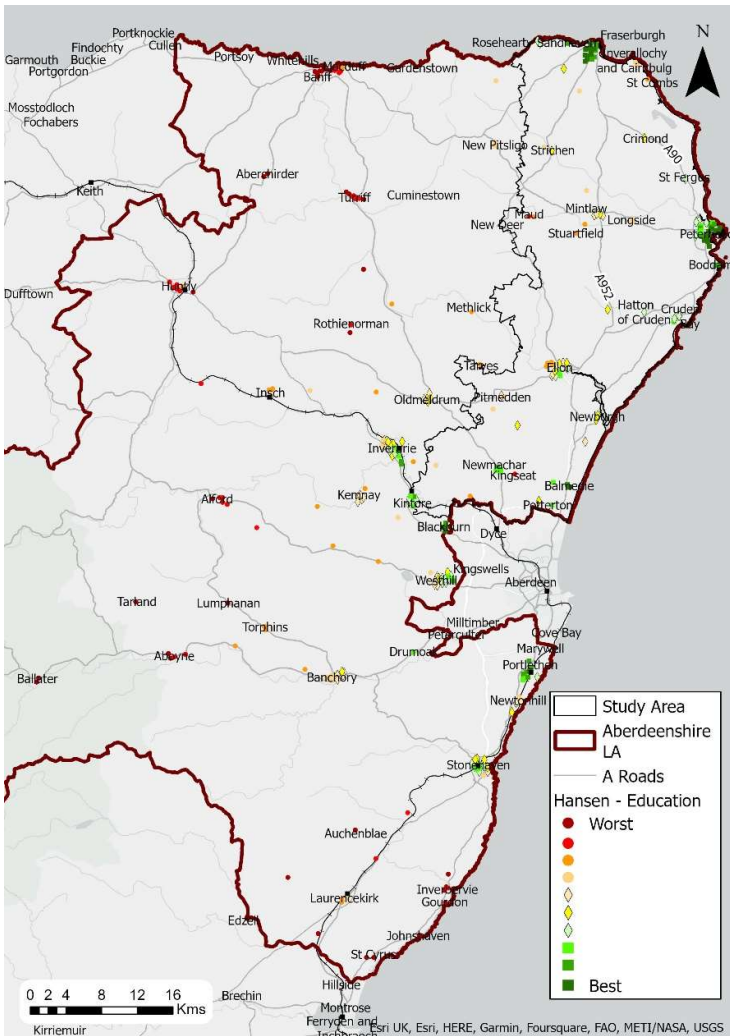 Portknockie
Cullen
Findochty
Buckie
Garmouth
Portgordon
Portsoy
Whitehills
Macduff
Banff
Gardenstown
Rosehearty
Sandhaven
Fraserburgh
Inverallochy
and Cairnbulg
St Combs
N
Mosstodloch
Fochabers
Crimond
New Pitsligo
Strichen
A90
St Fergus
Keith
Aberchirder
Turriff
Cuminestown
Maud
New Deer
Mintlaw
Longside
Stuartfield
Peterhead
Boddam
Huntly
Dufftown
A952
Hatton
of Cruden
Cruden
Bay
Methlick
Rothienorman
Tarves
Ellon
Insch
Oldmeldrum
Pitmedden
Newburgh
Inverurie
Newmachar
Kingseat
Balmedie
Potterton
Alford
Kemnay
Kintore
Blackburn
Dyce
Kingswells
Westhill
Aberdeen
Tarland
Lumphanan
Torphins
Milltimber
Peterculter
Cove Bay
Drumoak
Marywell
Portlethen
Aboyne
Ballater
Banchory
Newtonhill
Stonehaven
Auchenblae
Laurencekirk
Inverbervie
Gourdon
Edzell
Johnshaven
St Cyrus
Hillside
Brechin
Montrose
Ferryden and
Kirriemuir
Study Area
Aberdeenshire
LA
A Roads
Hansen - Education
Worst
Best
0 2 4 8 12 16
Kms
Esri UK, Esri, HERE, Garmin, Foursquare, FAO, METI/NASA, USGS